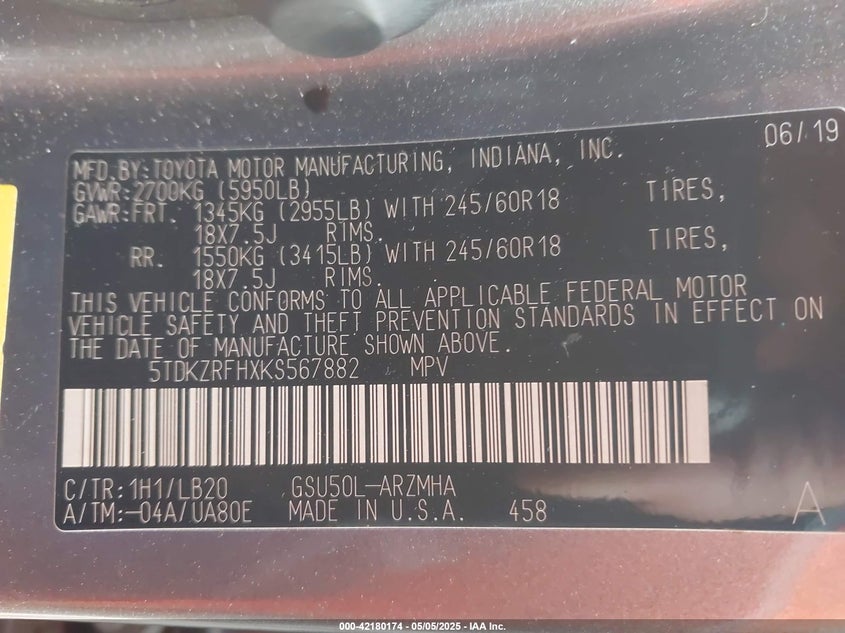 06/19
MFD.BY:TOYOTA MOTOR MANUFACTURING, INDIANA, INC.
GVWR:2700KG (5950LB)
GAWR:FRT. 1345KG (2955LB) WITH 245/60R18 TIRES,
18X7.5J RIMS.
RR. 1550KG (3415LB) WITH 245/60R18 TIRES,
18X7.5J RIMS.
THIS VEHICLE CONFORMS TO ALL APPLICABLE FEDERAL MOTOR
VEHICLE SAFETY AND THEFT PREVENTION STANDARDS IN EFFECT ON
THE DATE OF MANUFACTURE SHOWN ABOVE.
5TDKZRFHXKS567882 MPV
C/TR:1H1/LB20 GSU50L-ARZMHA
A/TM:-04A/UA80E MADE IN U.S.A. 458 A
000-42180174 - 05/05/2025 - IAA Inc.